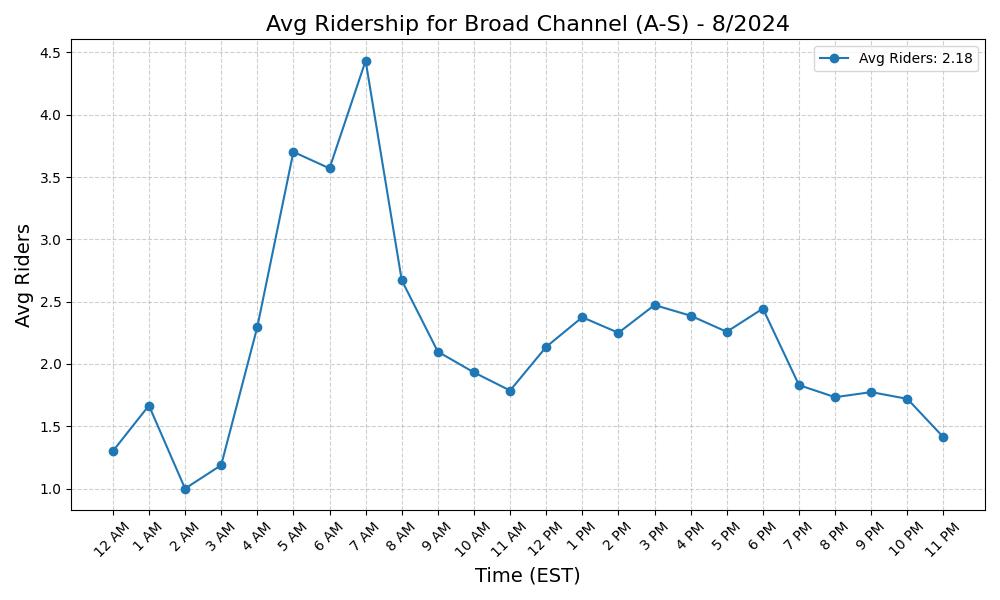 Avg Ridership for Broad Channel (A-S) - 8/2024
Avg Riders: 2.18
4.5
4.0
3.5
3.0
2.5
2.0
1.5
1.0
Avg Riders
12 AM
1 AM
2 AM
3 AM
4 AM
5 AM
6 AM
7 AM
8 AM
9 AM
10 AM
11 AM
12 PM
1 PM
2 PM
3 PM
4 PM
5 PM
6 PM
7 PM
8 PM
9 PM
10 PM
11 PM
Time (EST)